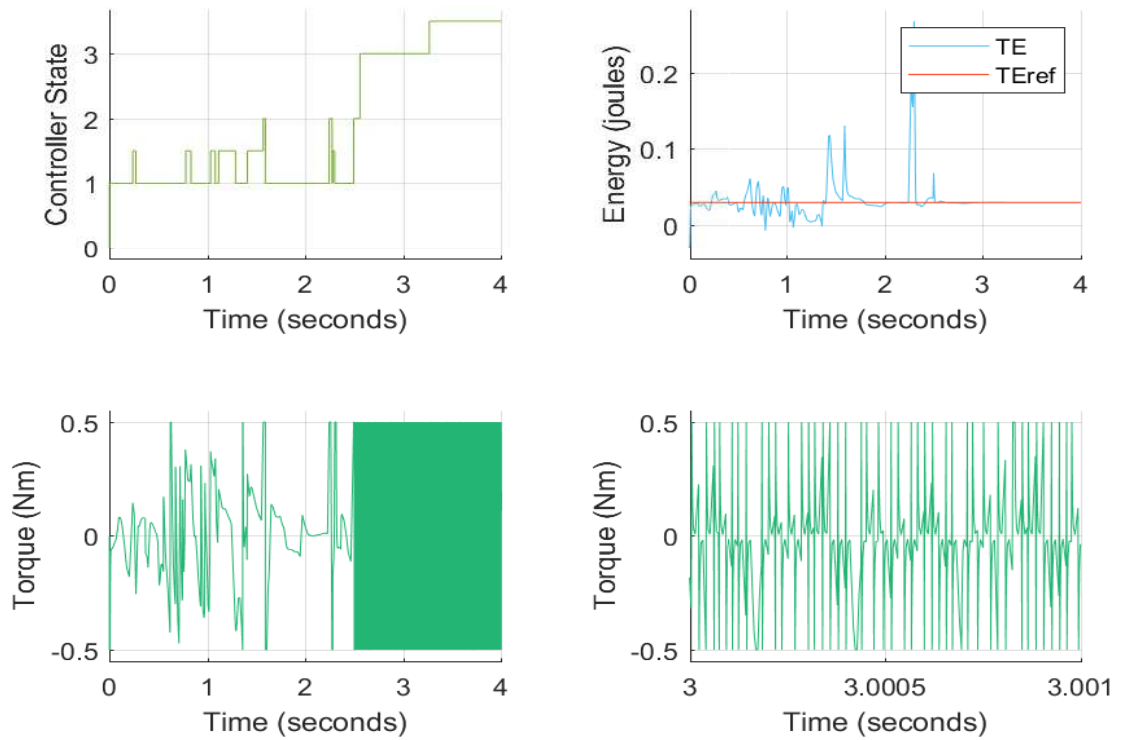 Controller State
3
2
1
0
0 1 2 3 4
Time (seconds)
Energy (joules)
0.2
0.1
0
TE
TEref
0 1 2 3 4
Time (seconds)
Torque (Nm)
0.5
0
-0.5
0 1 2 3 4
Time (seconds)
Torque (Nm)
0.5
0
-0.5
3 3.0005 3.001
Time (seconds)